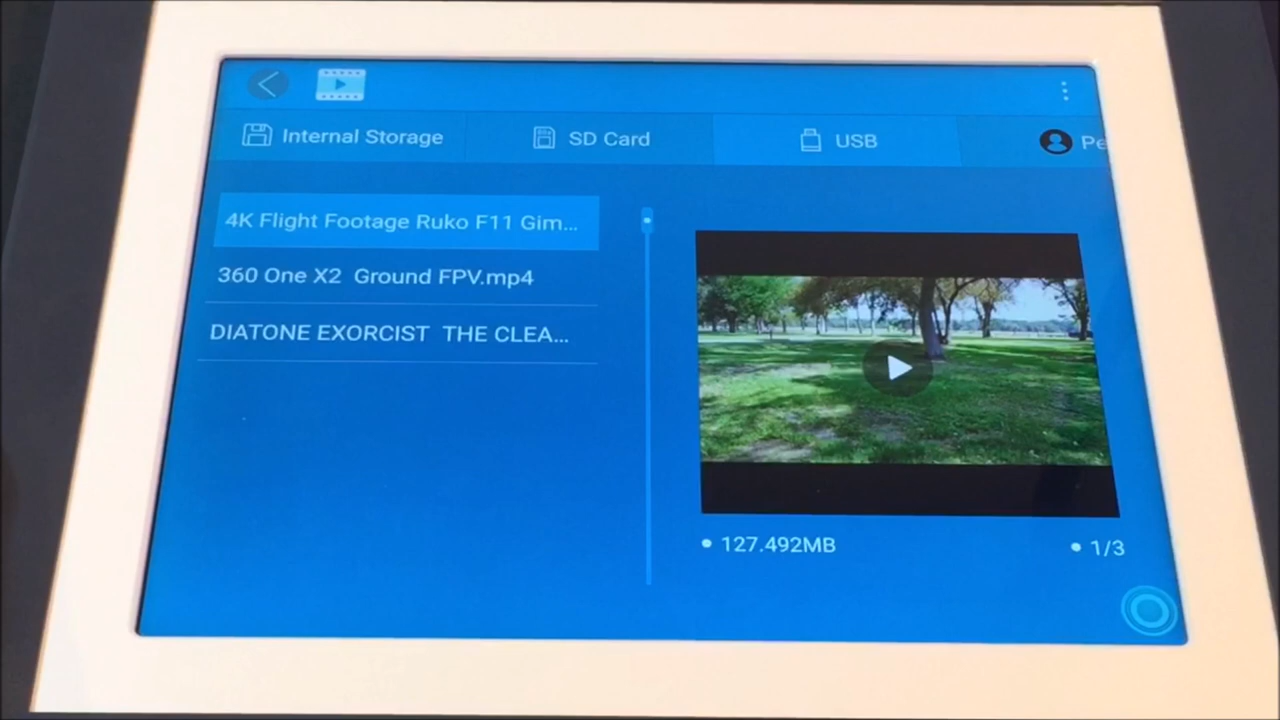 Internal Storage
SD Card
USB
Pe
4K Flight Footage Ruko F11 Gim...
360 One X2  Ground FPV.mp4
DIATONE EXORCIST  THE CLEA...
127.492MB
1/3